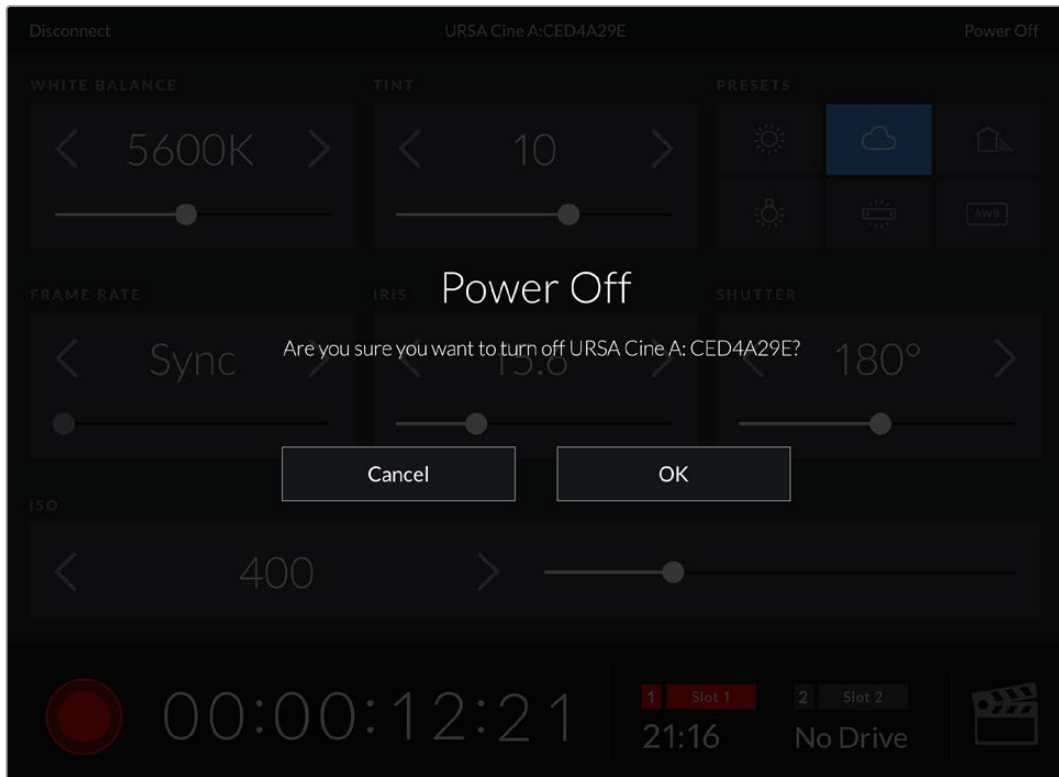 Disconnect URSA Cine A:CED4A29E Power Off
WHITE BALANCE TINT PRESETS
5600K 10
AWB
Power Off
FRAME RATE IRIS SHUTTER
Are you sure you want to turn off URSA Cine A: CED4A29E?
Sync 15.6 180°
Cancel OK
ISO
400
1 Slot 1 2 Slot 2
00:00:12:21
21:16 No Drive